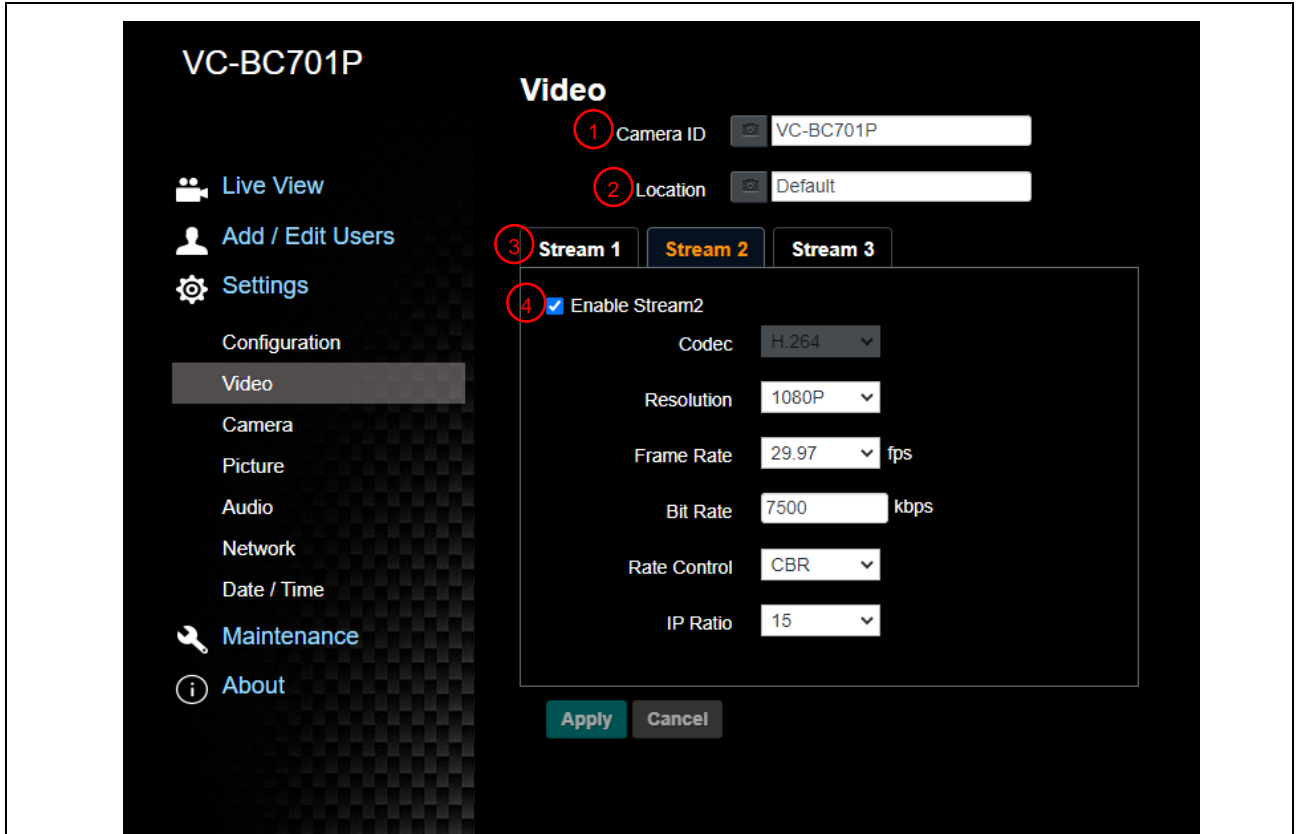 VC-BC701P
Live View
Add / Edit Users
Settings
Configuration
Video
Camera
Picture
Audio
Network
Date / Time
Maintenance
About
Video
1 Camera ID VC-BC701P
2 Location Default
3 Stream 1 Stream 2 Stream 3
4 Enable Stream2
Codec H.264
Resolution 1080P
Frame Rate 29.97 fps
Bit Rate 7500 kbps
Rate Control CBR
IP Ratio 15
Apply Cancel